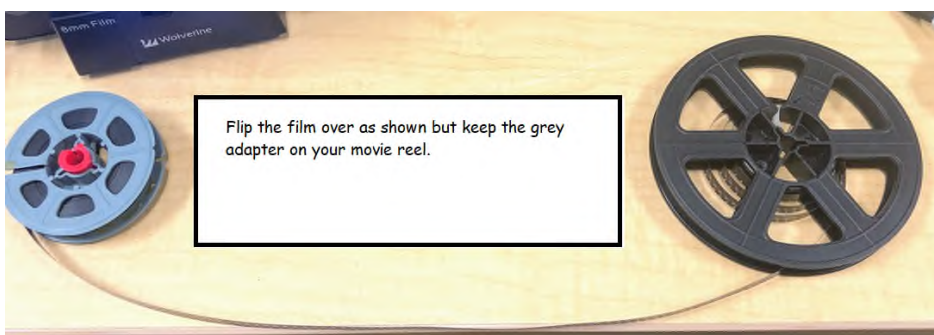 8mm Film
Wolverine
Flip the film over as shown but keep the grey
adapter on your movie reel.